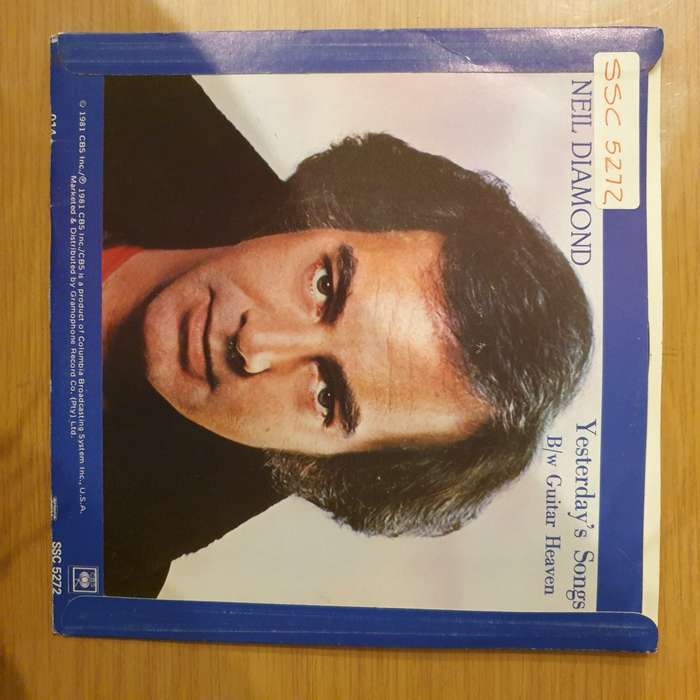 SSC 5272
NEIL DIAMOND
Yesterday's Songs
B/w Guitar Heaven
© 1981 CBS Inc./℗ 1981 CBS Inc./CBS is a product of Columbia Broadcasting System Inc., U.S.A.
Marketed & Distributed by Gramophone Record Co. (Pty) Ltd.
CBS
SSC 5272